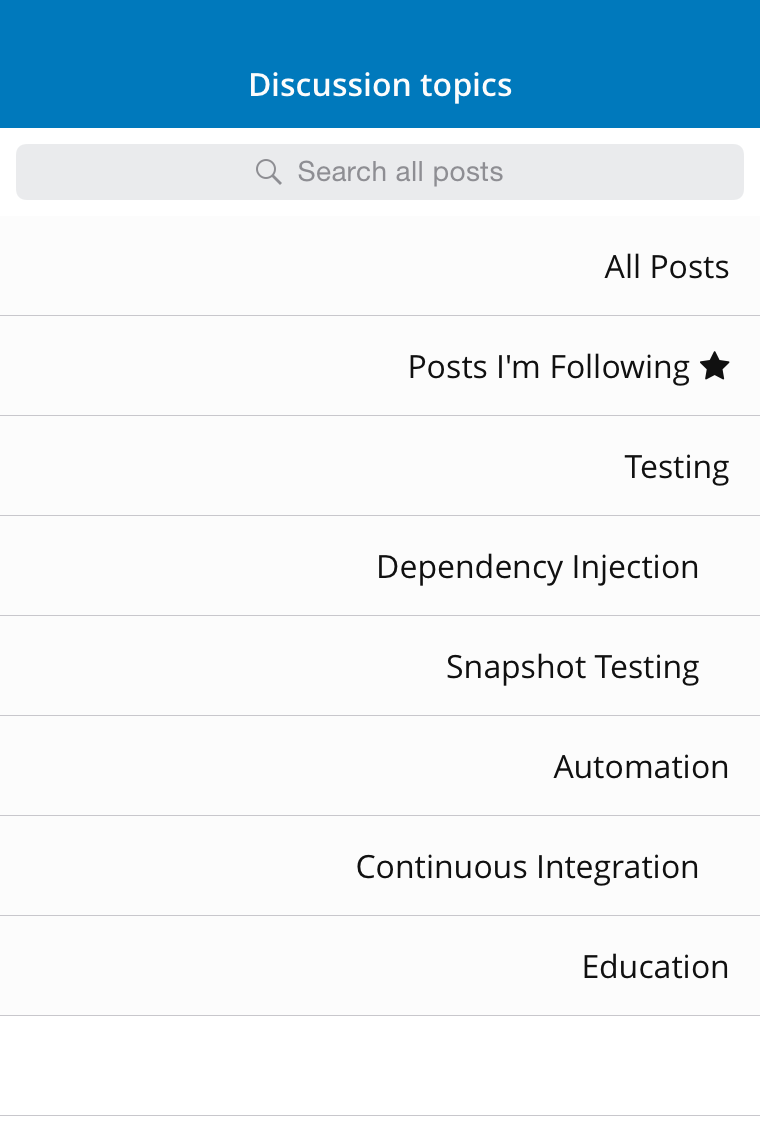 Discussion topics
Search all posts
All Posts
Posts I'm Following
Testing
Dependency Injection
Snapshot Testing
Automation
Continuous Integration
Education